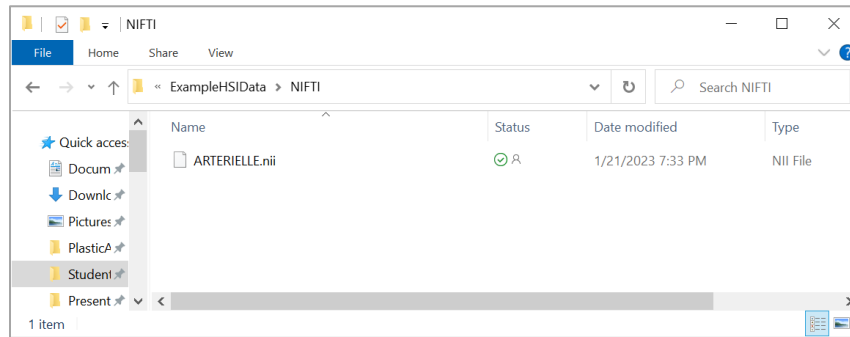 NIFTI
File Home Share View
« ExampleHSIData > NIFTI
Search NIFTI
Quick acces
Name Status Date modified Type
Docum
ARTERIELLE.nii 1/21/2023 7:33 PM NII File
Downlc
Pictures
PlasticA
Student
Present
1 item